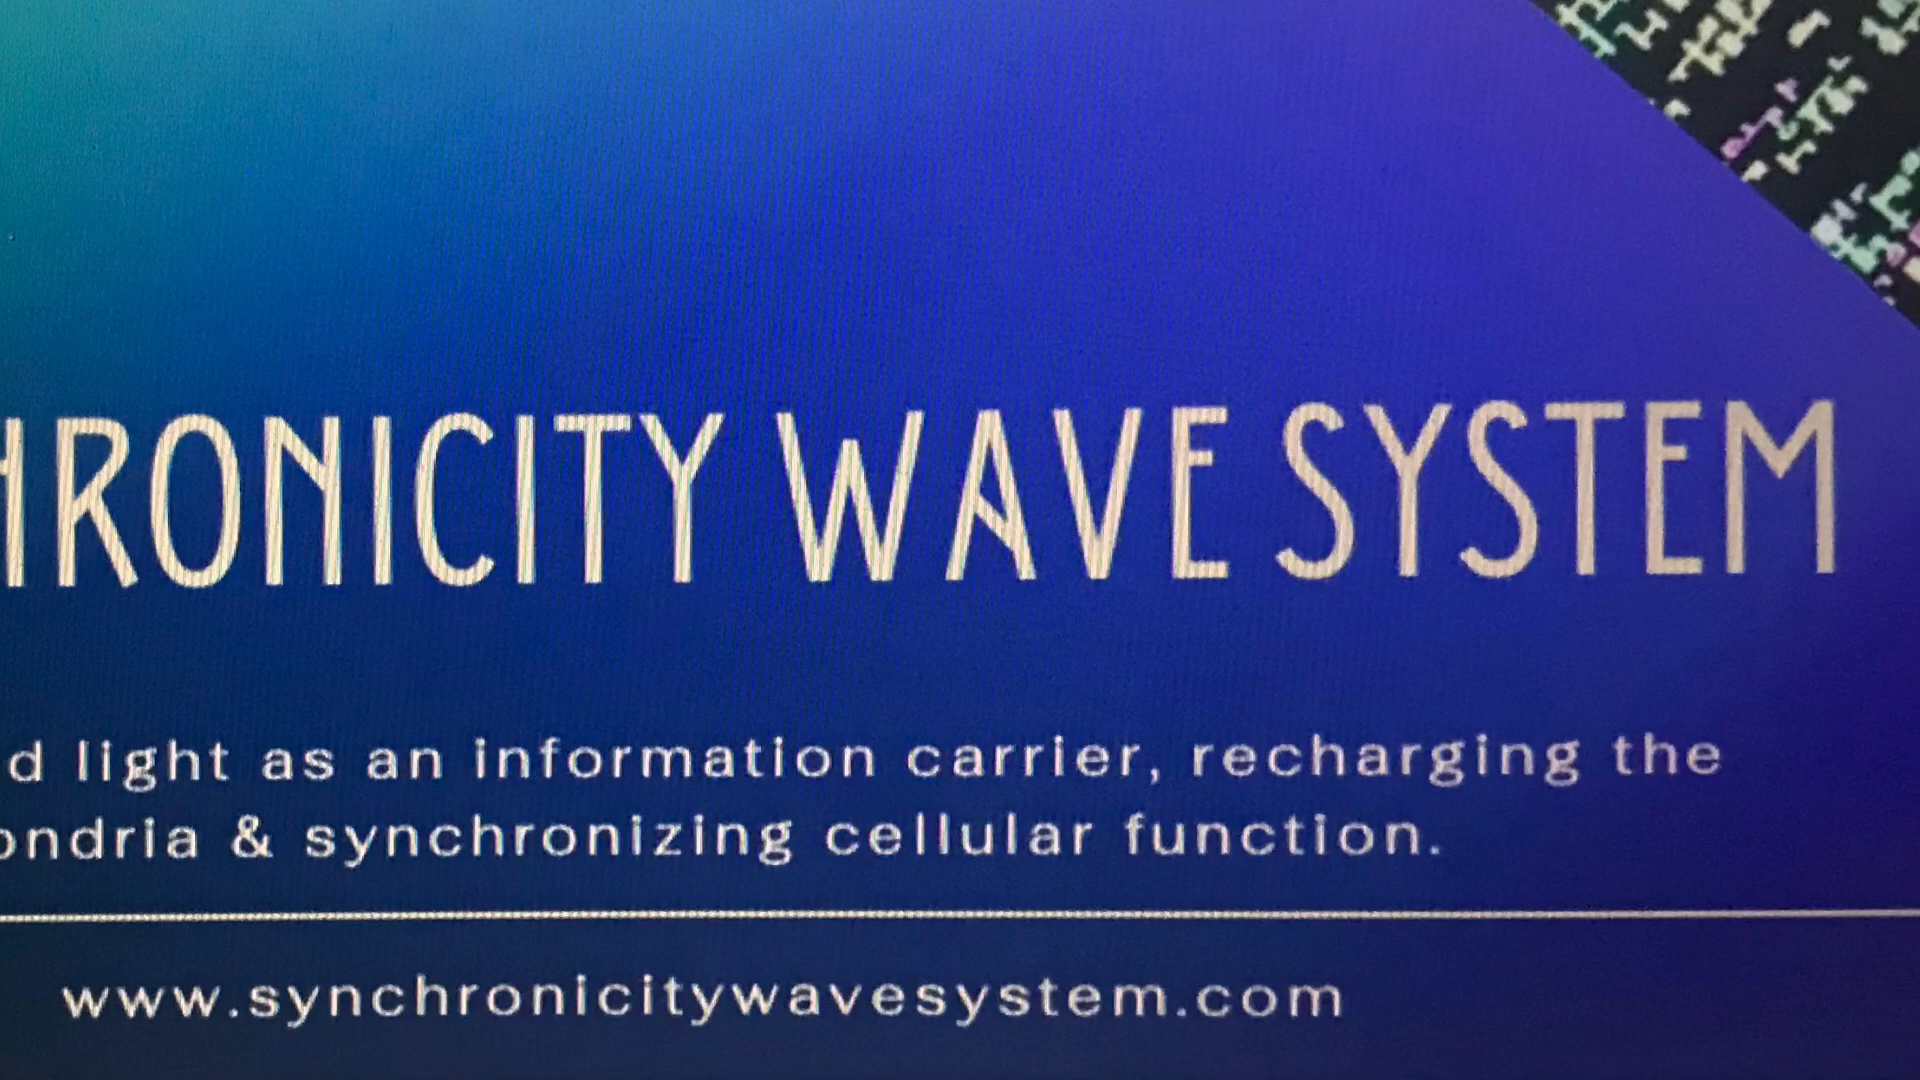 HRONICITY WAVE SYSTEM
d light as an information carrier, recharging the
ondria & synchronizing cellular function.
www.synchronicitywavesystem.com